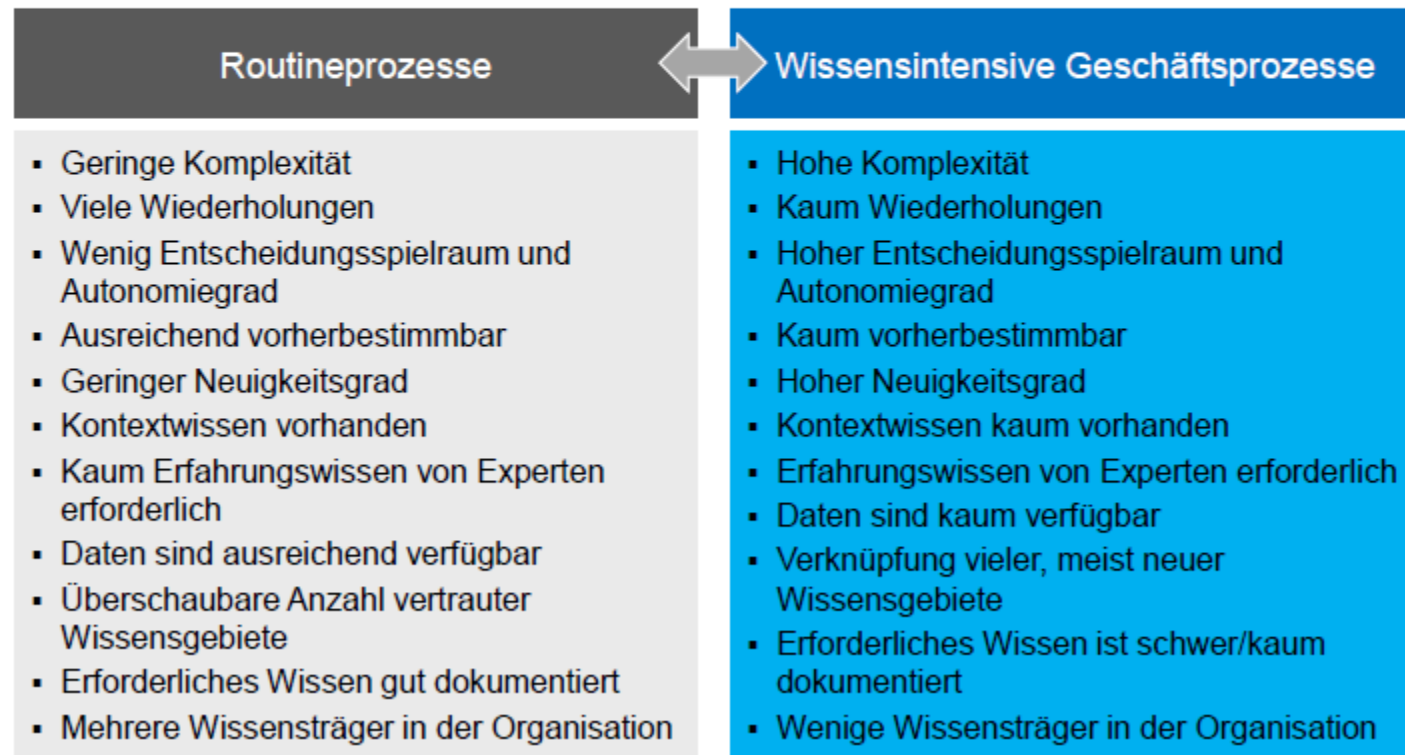 Routineprozesse
Wissensintensive Geschäftsprozesse
▪ Geringe Komplexität
▪ Viele Wiederholungen
▪ Wenig Entscheidungsspielraum und
Autonomiegrad
▪ Ausreichend vorherbestimmbar
▪ Geringer Neuigkeitsgrad
▪ Kontextwissen vorhanden
▪ Kaum Erfahrungswissen von Experten
erforderlich
▪ Daten sind ausreichend verfügbar
▪ Überschaubare Anzahl vertrauter
Wissensgebiete
▪ Erforderliches Wissen gut dokumentiert
▪ Mehrere Wissensträger in der Organisation
▪ Hohe Komplexität
▪ Kaum Wiederholungen
▪ Hoher Entscheidungsspielraum und
Autonomiegrad
▪ Kaum vorherbestimmbar
▪ Hoher Neuigkeitsgrad
▪ Kontextwissen kaum vorhanden
▪ Erfahrungswissen von Experten erforderlich
▪ Daten sind kaum verfügbar
▪ Verknüpfung vieler, meist neuer
Wissensgebiete
▪ Erforderliches Wissen ist schwer/kaum
dokumentiert
▪ Wenige Wissensträger in der Organisation